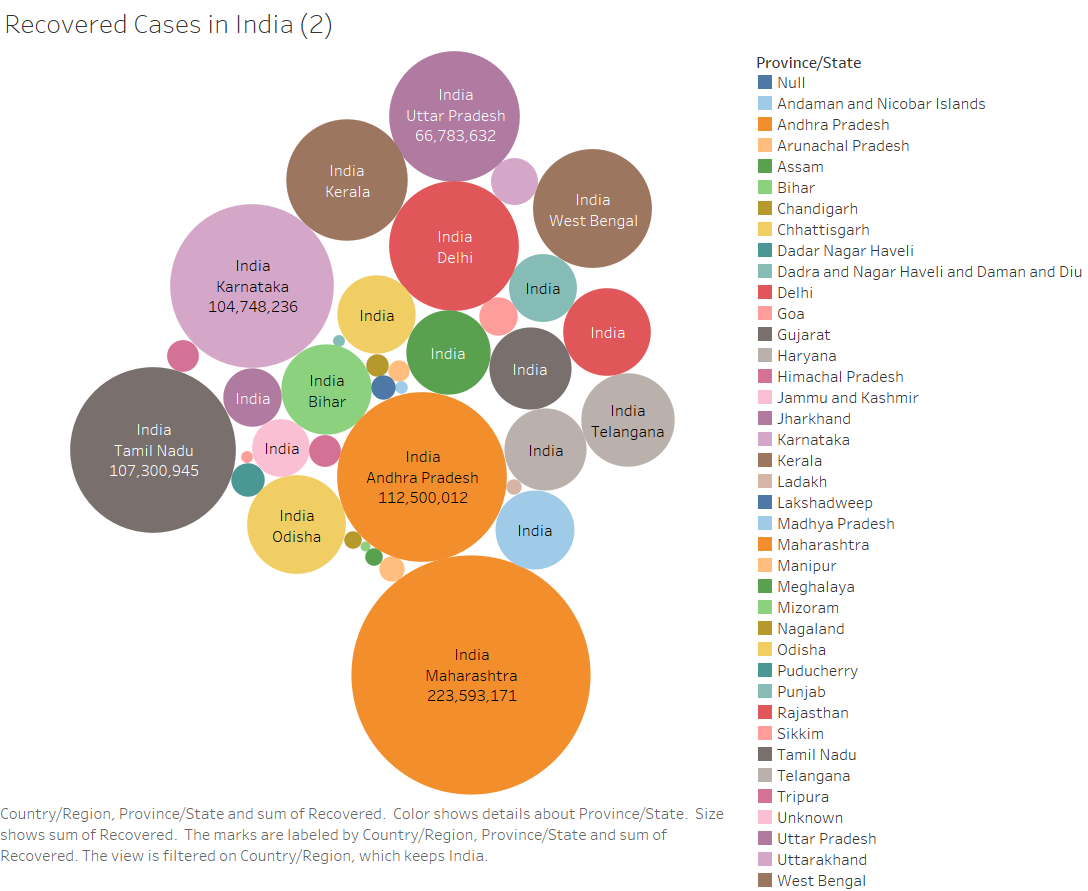 Recovered Cases in India (2)
India
Uttar Pradesh
66,783,632
India
Kerala
India
West Bengal
India
Delhi
India
Karnataka
104,748,236
India
India
India
India
India
India
Bihar
India
India
Telangana
India
Tamil Nadu
107,300,945
India
India
India
Andhra Pradesh
112,500,012
India
Odisha
India
India
Maharashtra
223,593,171
Province/State
Null
Andaman and Nicobar Islands
Andhra Pradesh
Arunachal Pradesh
Assam
Bihar
Chandigarh
Chhattisgarh
Dadar Nagar Haveli
Dadra and Nagar Haveli and Daman and Diu
Delhi
Goa
Gujarat
Haryana
Himachal Pradesh
Jammu and Kashmir
Jharkhand
Karnataka
Kerala
Ladakh
Lakshadweep
Madhya Pradesh
Maharashtra
Manipur
Meghalaya
Mizoram
Nagaland
Odisha
Puducherry
Punjab
Rajasthan
Sikkim
Tamil Nadu
Telangana
Tripura
Unknown
Uttar Pradesh
Uttarakhand
West Bengal
Country/Region, Province/State and sum of Recovered.  Color shows details about Province/State.  Size
shows sum of Recovered.  The marks are labeled by Country/Region, Province/State and sum of
Recovered. The view is filtered on Country/Region, which keeps India.